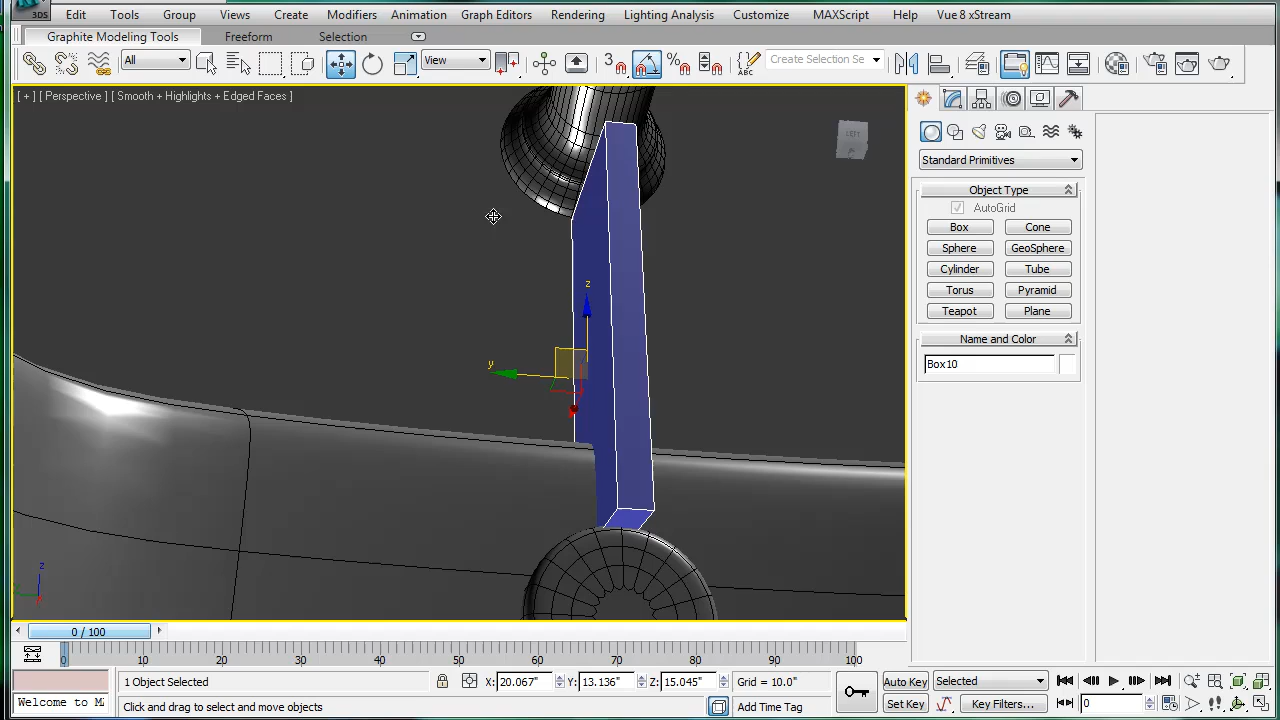 3DS Edit Tools Group Views Create Modifiers Animation Graph Editors Rendering Lighting Analysis Customize MAXScript Help Vue 8 xStream
Graphite Modeling Tools Freeform Selection
All View 3 Create Selection Se
[ + ] [ Perspective ] [ Smooth + Highlights + Edged Faces ]
LEFT
Standard Primitives
Object Type
AutoGrid
Box Cone
Sphere GeoSphere
Cylinder Tube
Torus Pyramid
Teapot Plane
Name and Color
Box10
z
y
z
0 / 100
0 10 20 30 40 50 60 70 80 90 100
1 Object Selected X: 20.067" Y: 13.136" Z: 15.045" Grid = 10.0" Auto Key Selected
Welcome to M Click and drag to select and move objects Add Time Tag Set Key Key Filters... 0